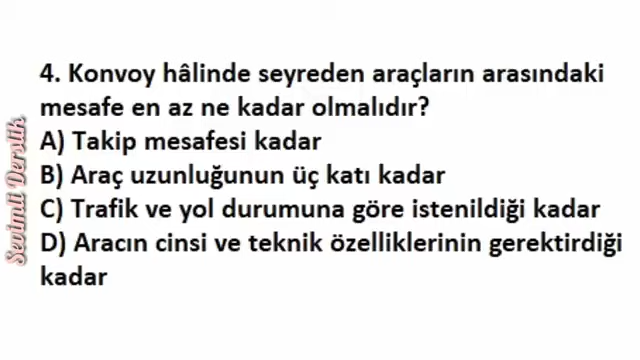 4. Konvoy hâlinde seyreden araçların arasındaki
mesafe en az ne kadar olmalıdır?
A) Takip mesafesi kadar
B) Araç uzunluğunun üç katı kadar
C) Trafik ve yol durumuna göre istenildiği kadar
D) Aracın cinsi ve teknik özelliklerinin gerektirdiği
kadar
Sevimli Derslik